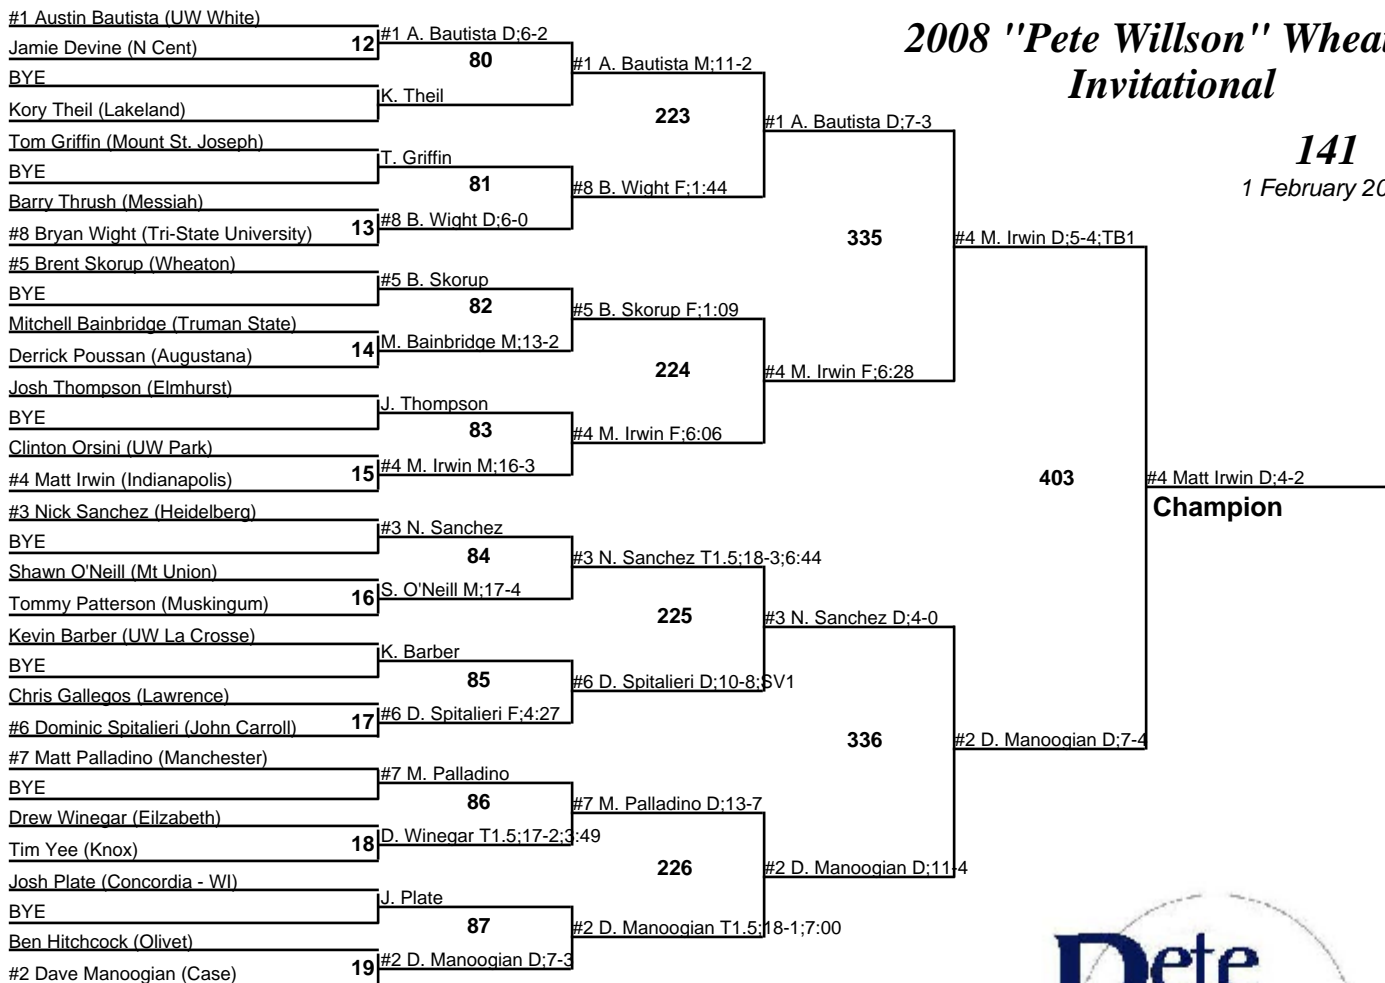 2008 "Pete Willson" Whea
Invitational
141
1 February 20
#1 Austin Bautista (UW White)
Jamie Devine (N Cent)
BYE
Kory Theil (Lakeland)
Tom Griffin (Mount St. Joseph)
BYE
Barry Thrush (Messiah)
#8 Bryan Wight (Tri-State University)
#5 Brent Skorup (Wheaton)
BYE
Mitchell Bainbridge (Truman State)
Derrick Poussan (Augustana)
Josh Thompson (Elmhurst)
BYE
Clinton Orsini (UW Park)
#4 Matt Irwin (Indianapolis)
#3 Nick Sanchez (Heidelberg)
BYE
Shawn O'Neill (Mt Union)
Tommy Patterson (Muskingum)
Kevin Barber (UW La Crosse)
BYE
Chris Gallegos (Lawrence)
#6 Dominic Spitalieri (John Carroll)
#7 Matt Palladino (Manchester)
BYE
Drew Winegar (Eilzabeth)
Tim Yee (Knox)
Josh Plate (Concordia - WI)
BYE
Ben Hitchcock (Olivet)
#2 Dave Manoogian (Case)
12
13
14
15
16
17
18
19
#1 A. Bautista D;6-2
80
K. Theil
T. Griffin
81
#8 B. Wight D;6-0
#5 B. Skorup
82
M. Bainbridge M;13-2
J. Thompson
83
#4 M. Irwin M;16-3
#3 N. Sanchez
84
S. O'Neill M;17-4
K. Barber
85
#6 D. Spitalieri F;4:27
#7 M. Palladino
86
D. Winegar T1.5;17-2;3:49
J. Plate
87
#2 D. Manoogian D;7-3
#1 A. Bautista M;11-2
223
#8 B. Wight F;1:44
#5 B. Skorup F;1:09
224
#4 M. Irwin F;6:06
#3 N. Sanchez T1.5;18-3;6:44
225
#6 D. Spitalieri D;10-8;SV1
#7 M. Palladino D;13-7
226
#2 D. Manoogian T1.5;18-1;7:00
#1 A. Bautista D;7-3
335
#4 M. Irwin F;6:28
#3 N. Sanchez D;4-0
336
#2 D. Manoogian D;11-4
#4 M. Irwin D;5-4;TB1
403
#2 D. Manoogian D;7-4
#4 Matt Irwin D;4-2
Champion
Pete